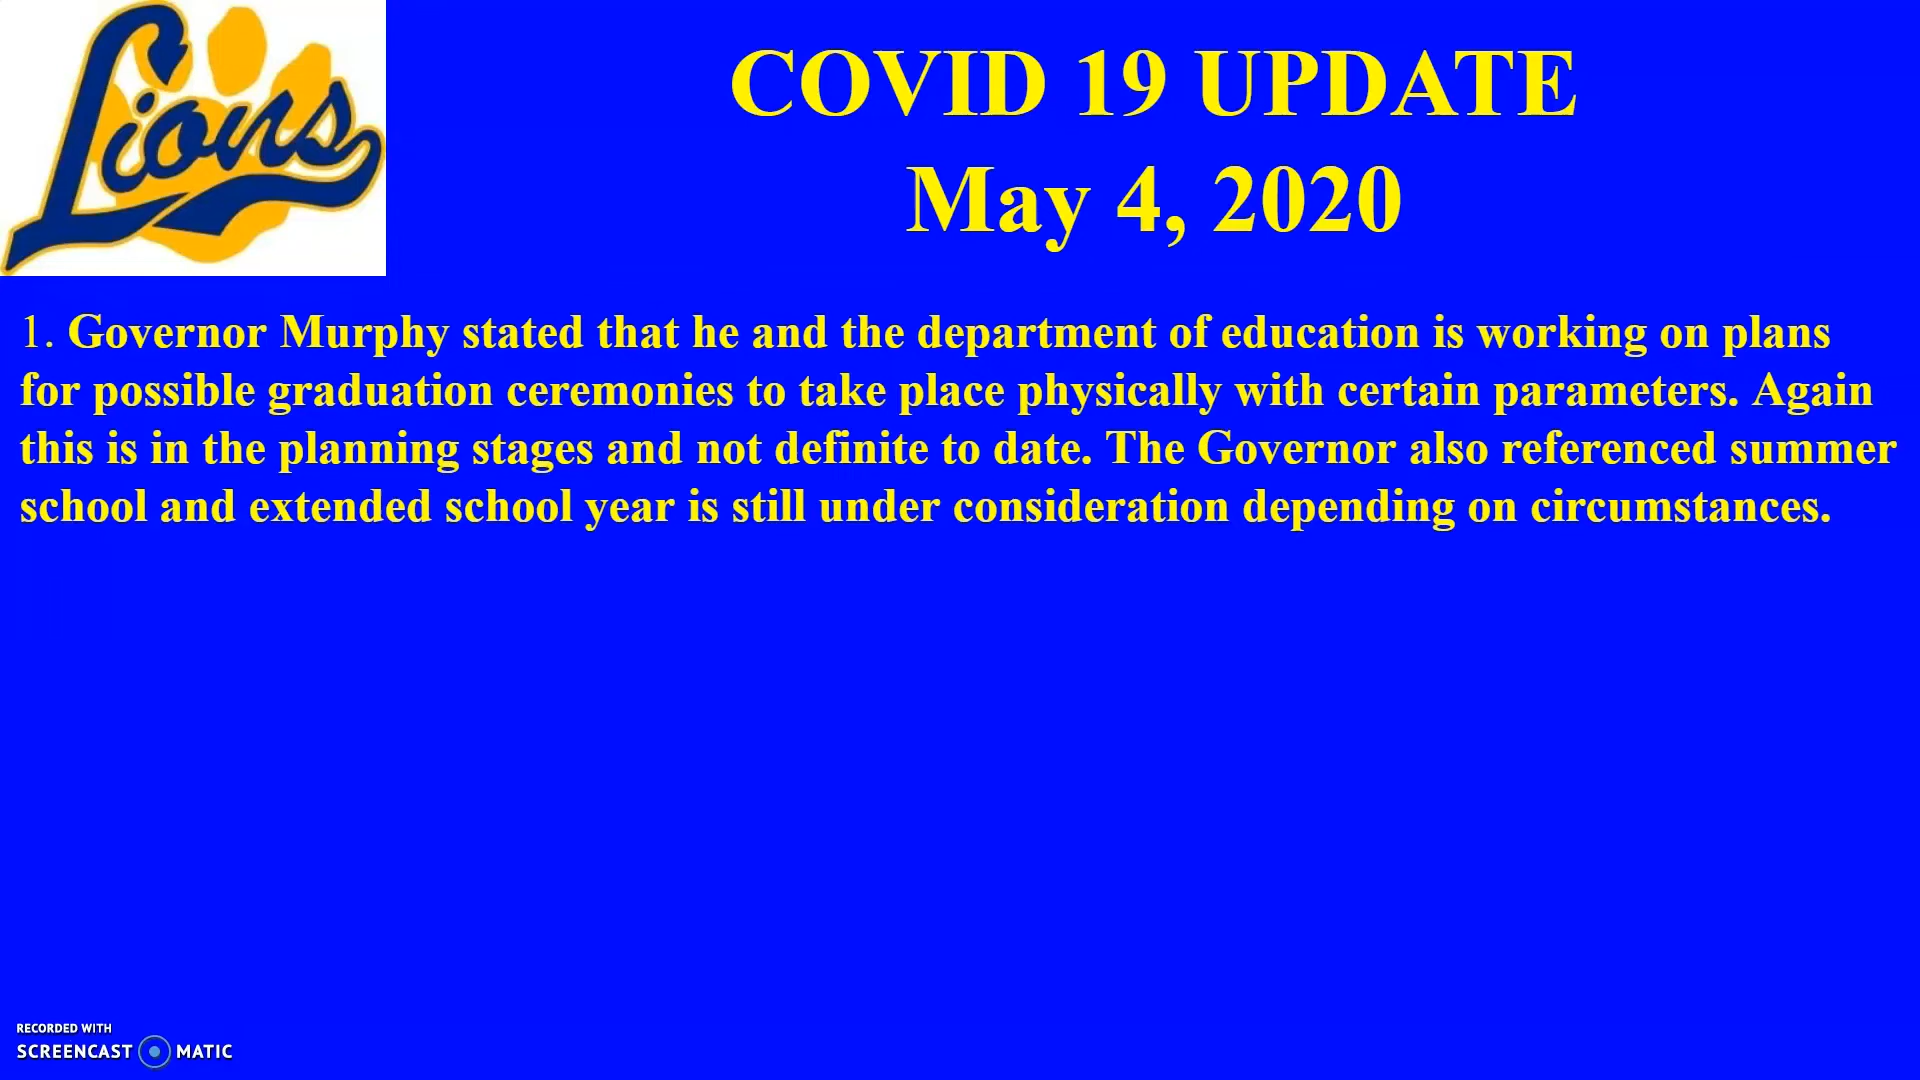 Lions
COVID 19 UPDATE
May 4, 2020
1. Governor Murphy stated that he and the department of education is working on plans
for possible graduation ceremonies to take place physically with certain parameters. Again
this is in the planning stages and not definite to date. The Governor also referenced summer
school and extended school year is still under consideration depending on circumstances.
RECORDED WITH
SCREENCAST MATIC